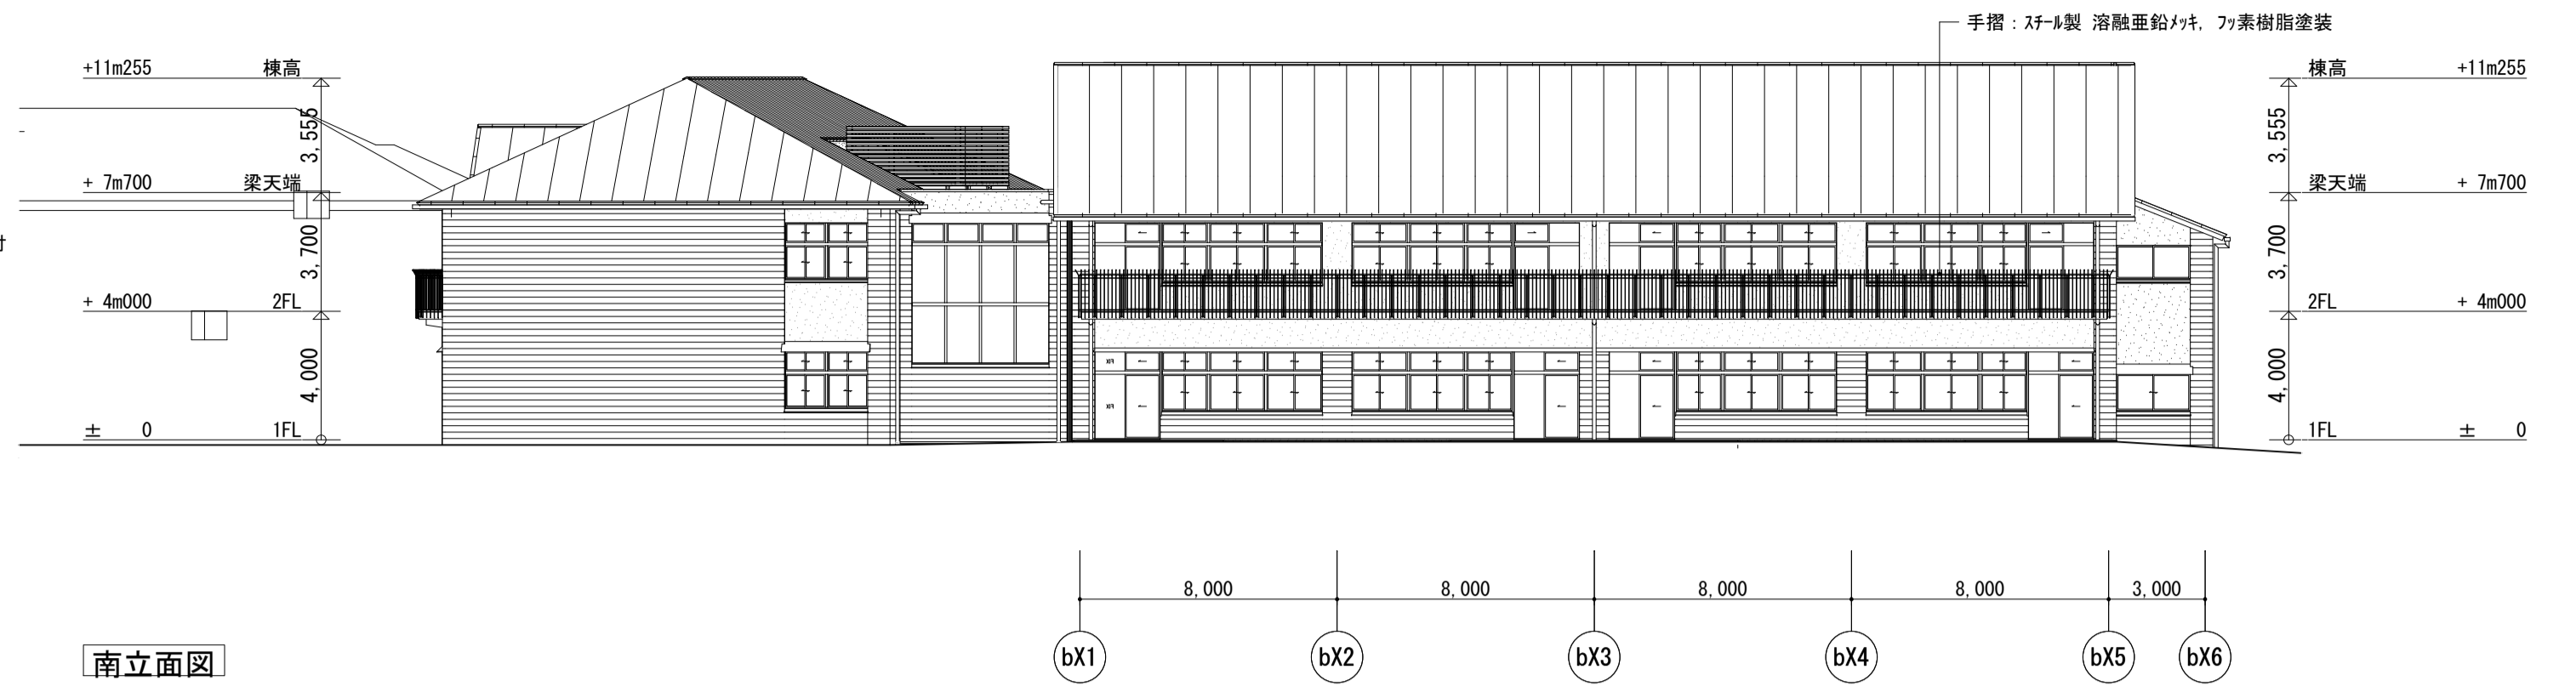 手摺：スチール製 溶融亜鉛メッキ, フッ素樹脂塗装
+11m255 棟高
棟高 +11m255
3,555
3,555
+ 7m700 梁天端
梁天端 + 7m700
3,700
3,700
+ 4m000 2FL
2FL + 4m000
4,000
4,000
± 0 1FL
1FL ± 0
FIX
FIX
8,000 8,000 8,000 8,000 3,000
bX1 bX2 bX3 bX4 bX5 bX6
南立面図